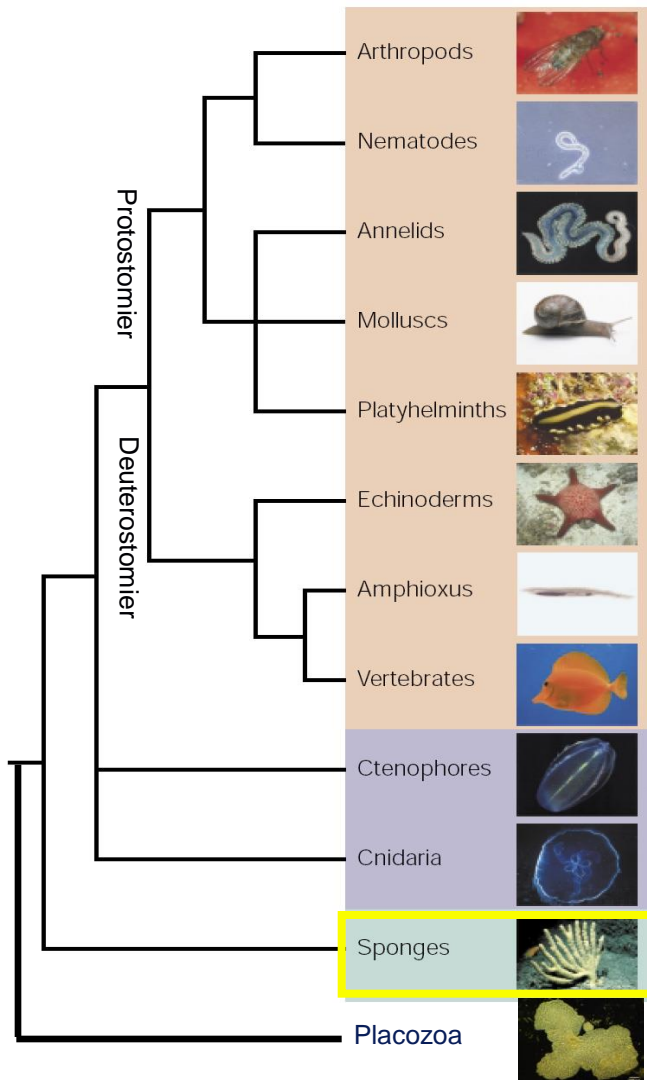 Arthropods
Nematodes
Annelids
Molluscs
Platyhelminths
Echinoderms
Amphioxus
Vertebrates
Ctenophores
Cnidaria
Sponges
Placozoa
Protostomier
Deuterostomier